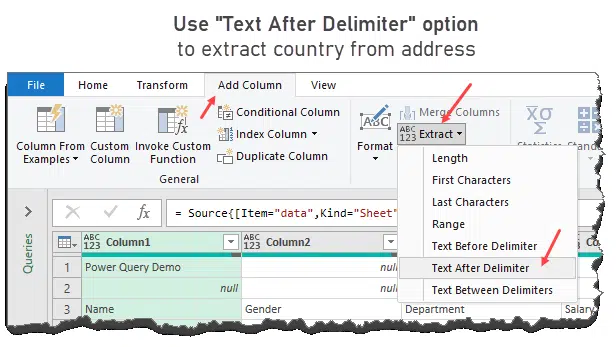 Use "Text After Delimiter" option
to extract country from address
File Home Transform Add Column View
Column From Examples
Custom Column
Invoke Custom Function
Conditional Column
Index Column
Duplicate Column
General
ABC
Format
Merge Columns
ABC 123 Extract
Length
First Characters
Last Characters
Range
Text Before Delimiter
Text After Delimiter
Text Between Delimiters
ΧΟ Σ
Statistics
Queries
fx = Source{[Item="data",Kind="Sheet"
ABC 123 Column1 ABC 123 Column2
1 Power Query Demo null
2 null null
3 Name Gender Department Salary